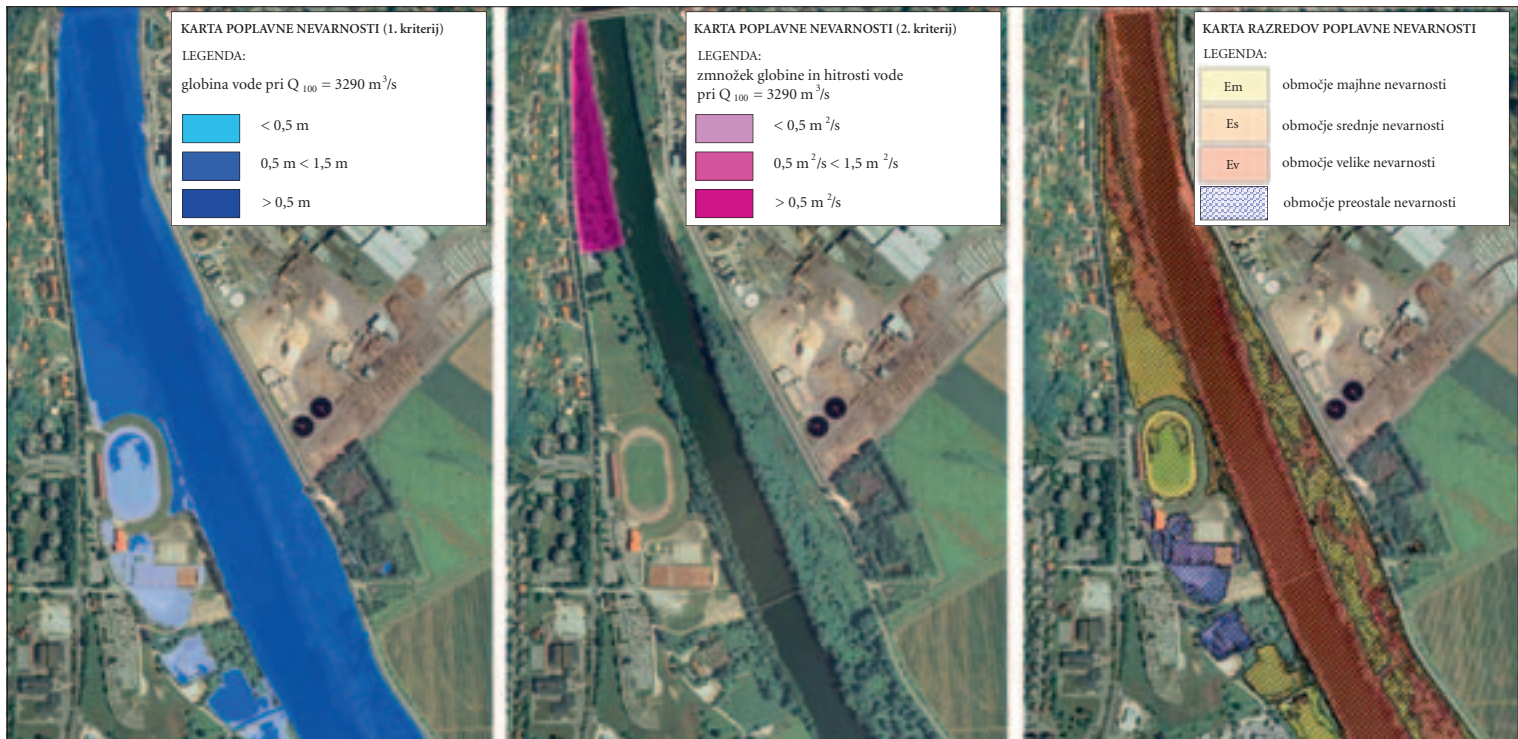 KARTA POPLAVNE NEVARNOSTI (1. kriterij)
LEGENDA:
globina vode pri Q 100 = 3290 m3/s
< 0,5 m
0,5 m < 1,5 m
> 0,5 m
KARTA POPLAVNE NEVARNOSTI (2. kriterij)
LEGENDA:
zmnožek globine in hitrosti vode
pri Q 100 = 3290 m3/s
< 0,5 m2/s
0,5 m2/s < 1,5 m2/s
> 0,5 m2/s
KARTA RAZREDOV POPLAVNE NEVARNOSTI
LEGENDA:
Em območje majhne nevarnosti
Es območje srednje nevarnosti
Ev območje velike nevarnosti
območje preostale nevarnosti